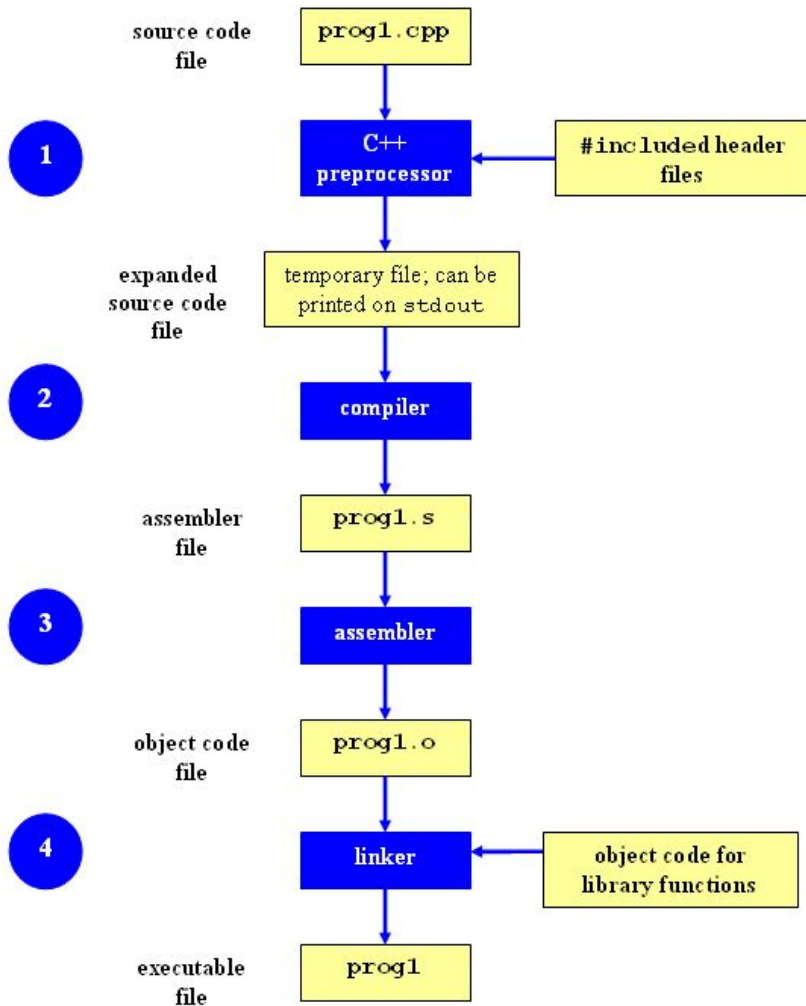 source code
file
prog1.cpp
1
C++
preprocessor
#included header
files
expanded
source code
file
temporary file; can be
printed on stdout
2
compiler
assembler
file
prog1.s
3
assembler
object code
file
prog1.o
4
linker
object code for
library functions
executable
file
prog1